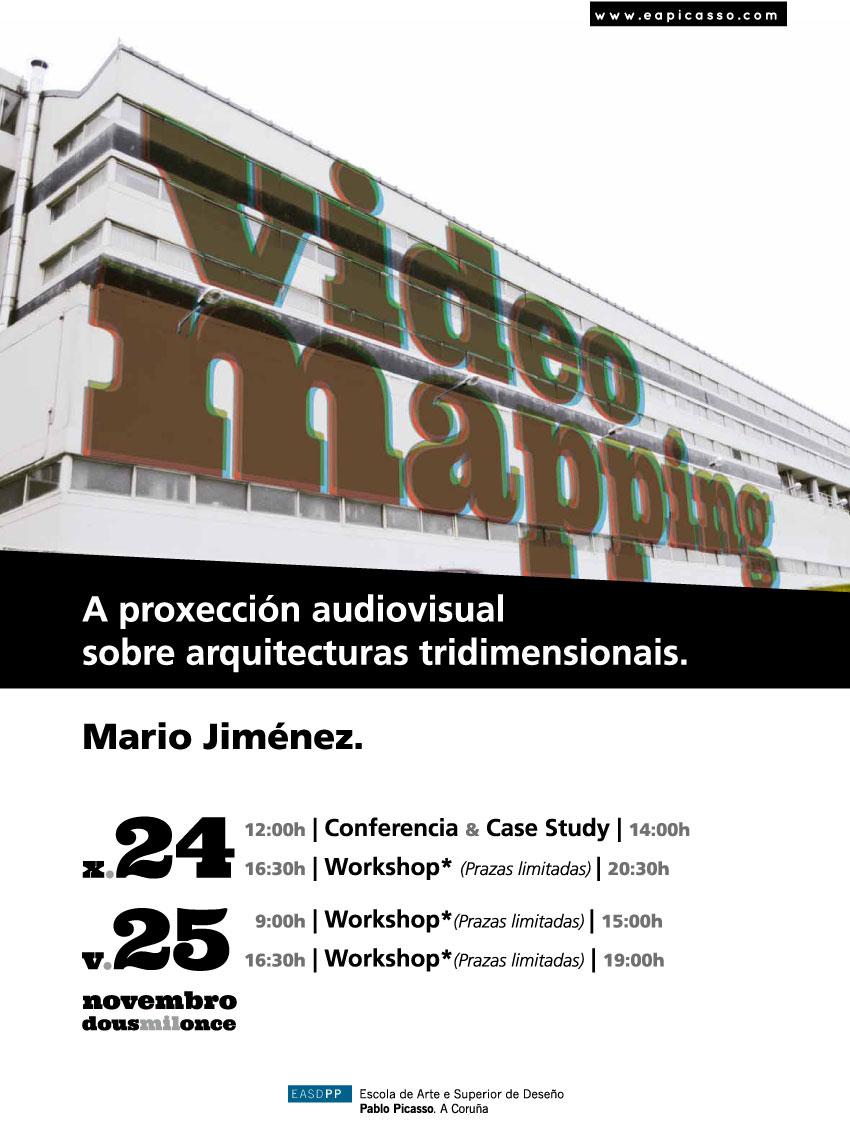 www.eapicasso.com
video
mapping
A proxección audiovisual
sobre arquitecturas tridimensionais.
Mario Jiménez.
x.24
12:00h | Conferencia & Case Study | 14:00h
16:30h | Workshop* (Prazas limitadas) | 20:30h
v.25
9:00h | Workshop* (Prazas limitadas) | 15:00h
16:30h | Workshop* (Prazas limitadas) | 19:00h
novembro
dousmilonce
EASDPP Escola de Arte e Superior de Deseño
Pablo Picasso. A Coruña